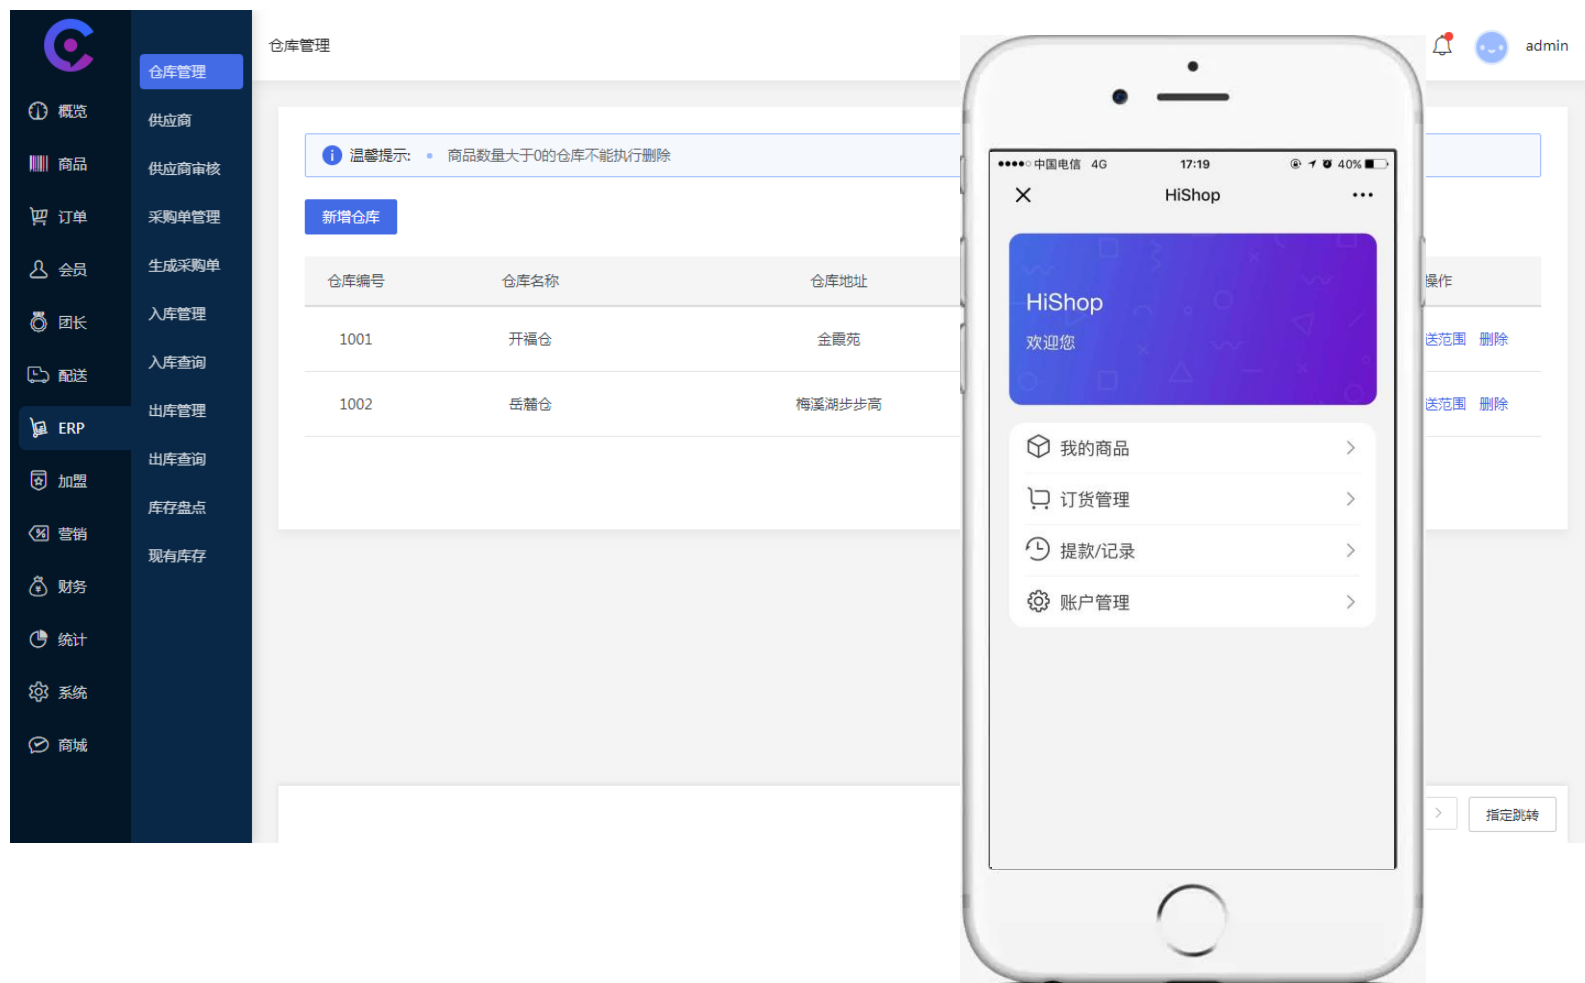 概览
商品
订单
会员
团长
配送
ERP
加盟
营销
财务
统计
系统
商城
仓库管理
供应商
供应商审核
采购单管理
生成采购单
入库管理
入库查询
出库管理
出库查询
库存盘点
现有库存
仓库管理
admin
温馨提示: 商品数量大于0的仓库不能执行删除
新增仓库
仓库编号 仓库名称 仓库地址 操作
1001 开福仓 金霞苑 送范围 删除
1002 岳麓仓 梅溪湖步步高 送范围 删除
指定跳转
中国电信 4G 17:19 40%
HiShop
HiShop
欢迎您
我的商品
订货管理
提款/记录
账户管理